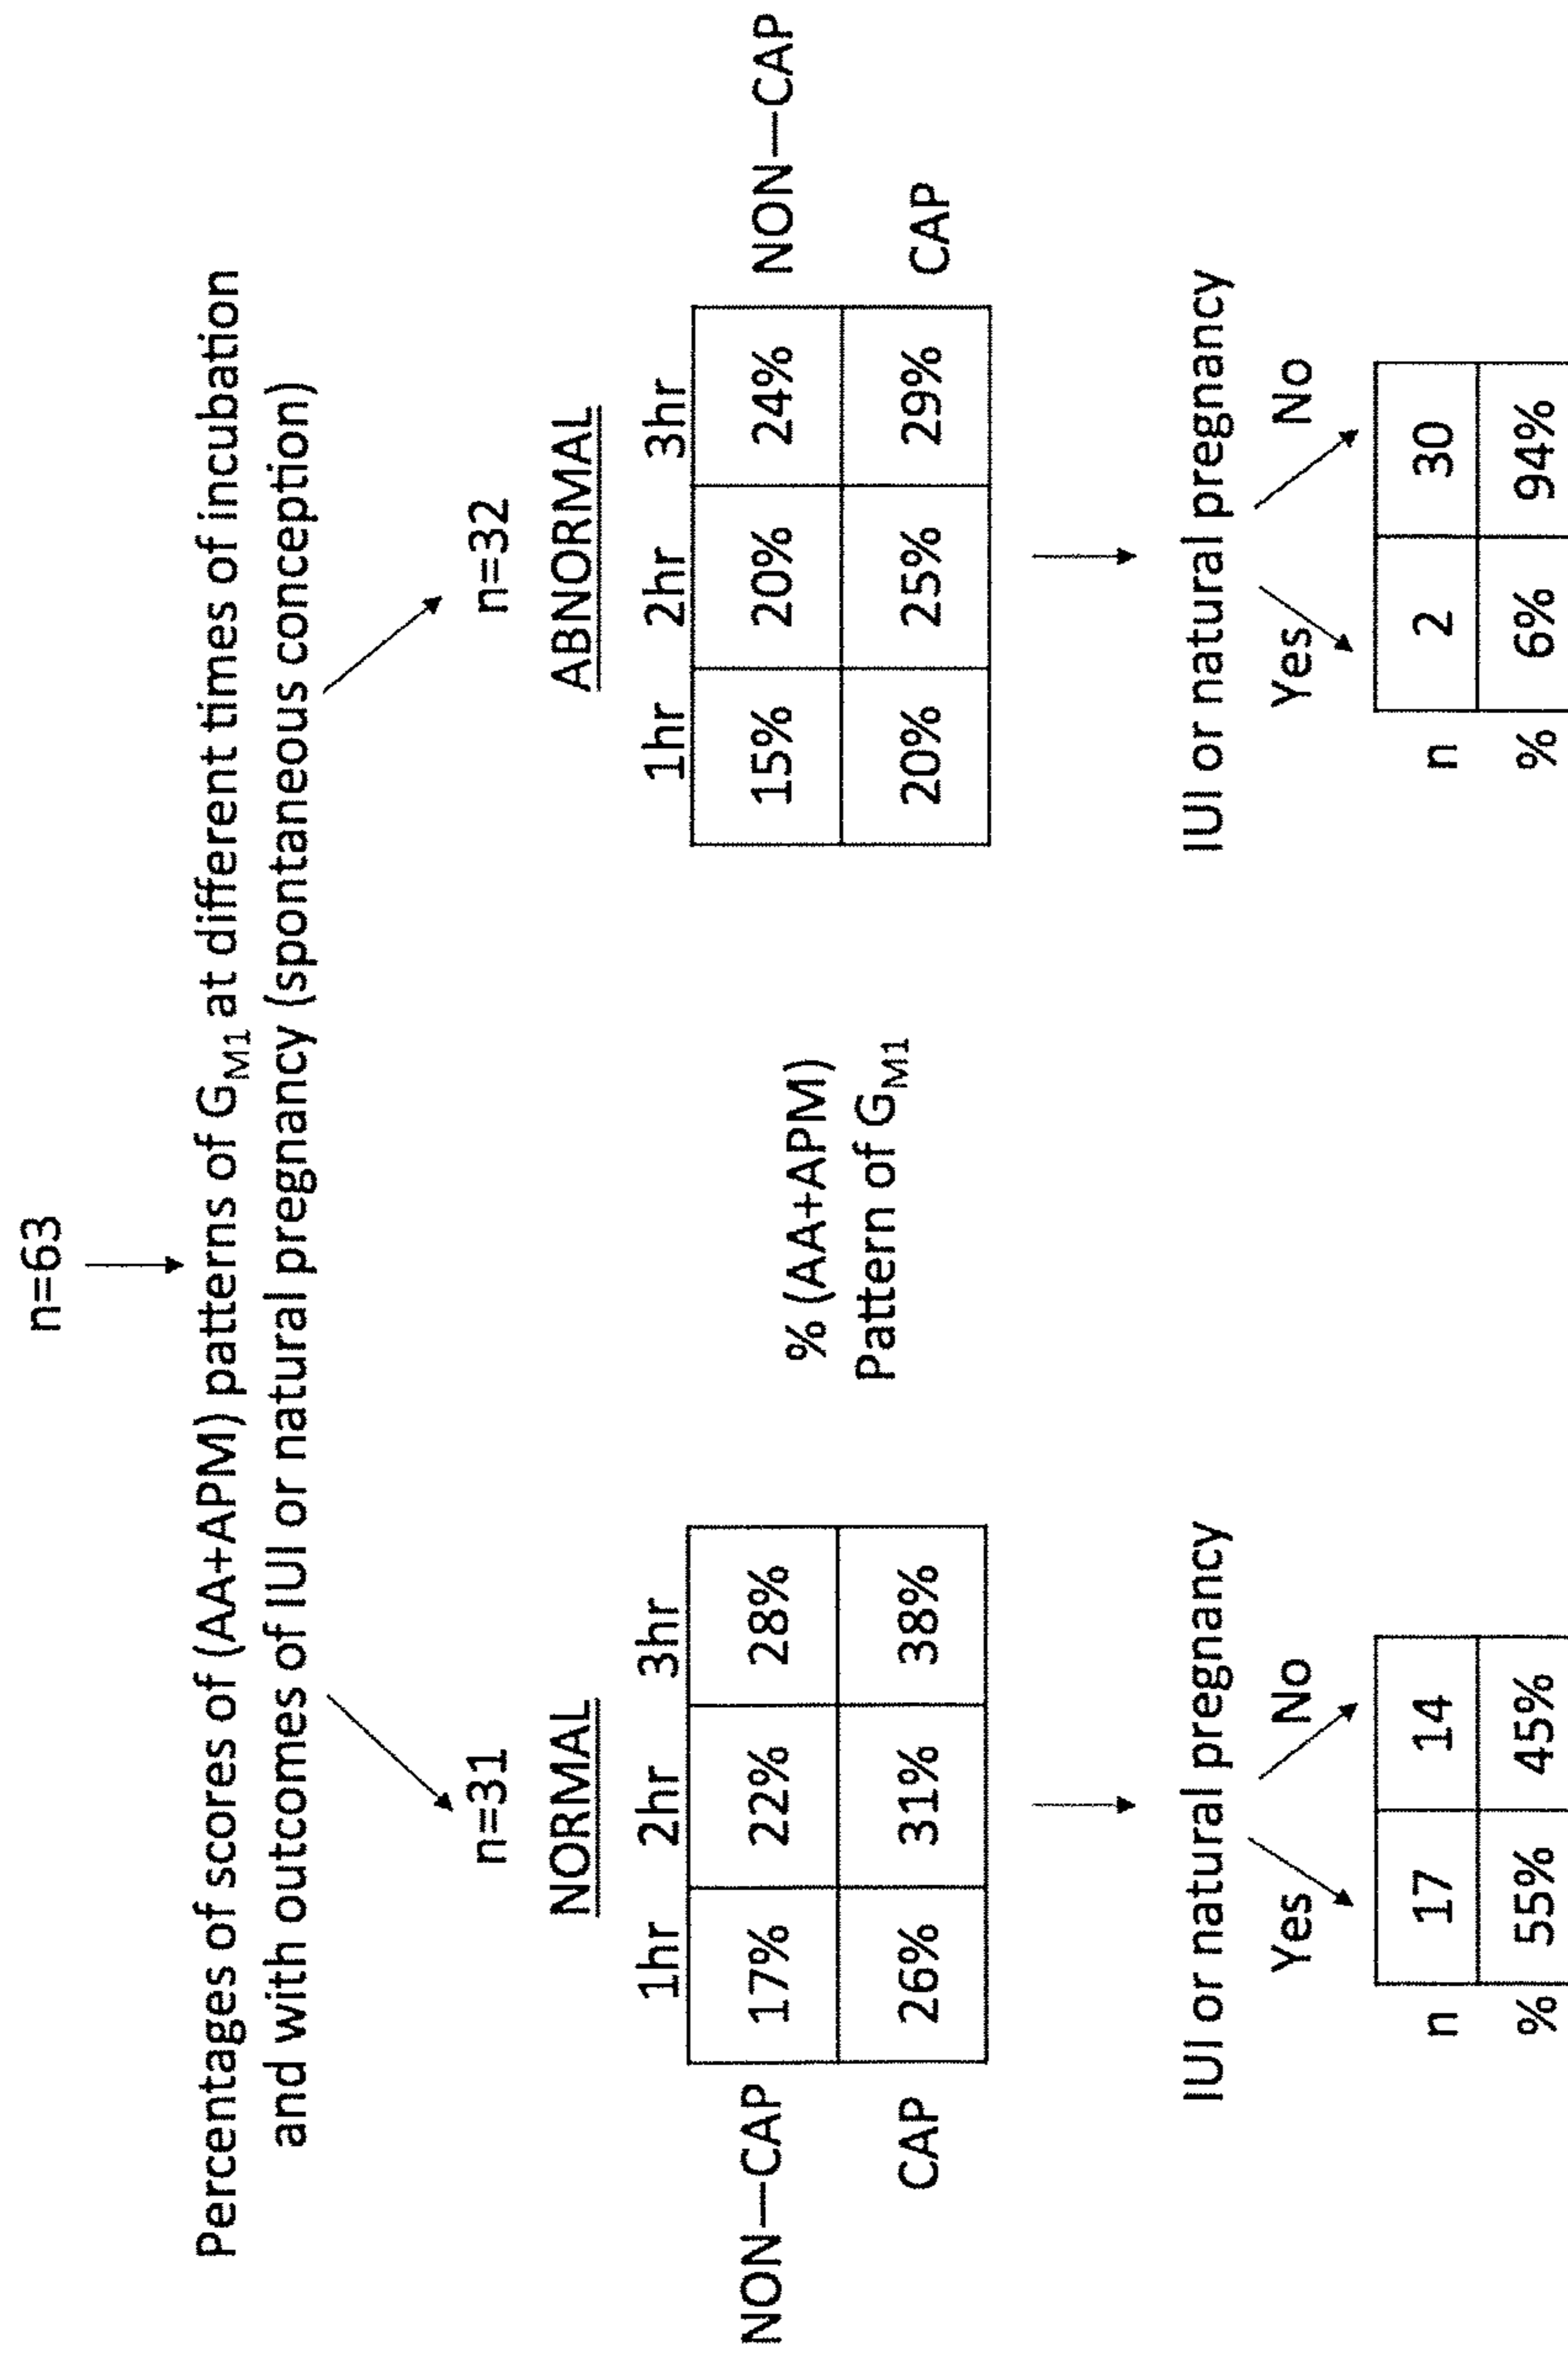 n=63
Percentages of scores of (AA+APM) patterns of GM1 at different times of incubation
and with outcomes of IUI or natural pregnancy (spontaneous conception)
n=31
NORMAL
1hr 2hr 3hr
NON—CAP 17% 22% 28%
CAP 26% 31% 38%
% (AA+APM)
Pattern of GM1
n=32
ABNORMAL
1hr 2hr 3hr
15% 20% 24% NON—CAP
20% 25% 29% CAP
IUI or natural pregnancy
Yes No
n 17 14
% 55% 45%
IUI or natural pregnancy
Yes No
n 2 30
% 6% 94%